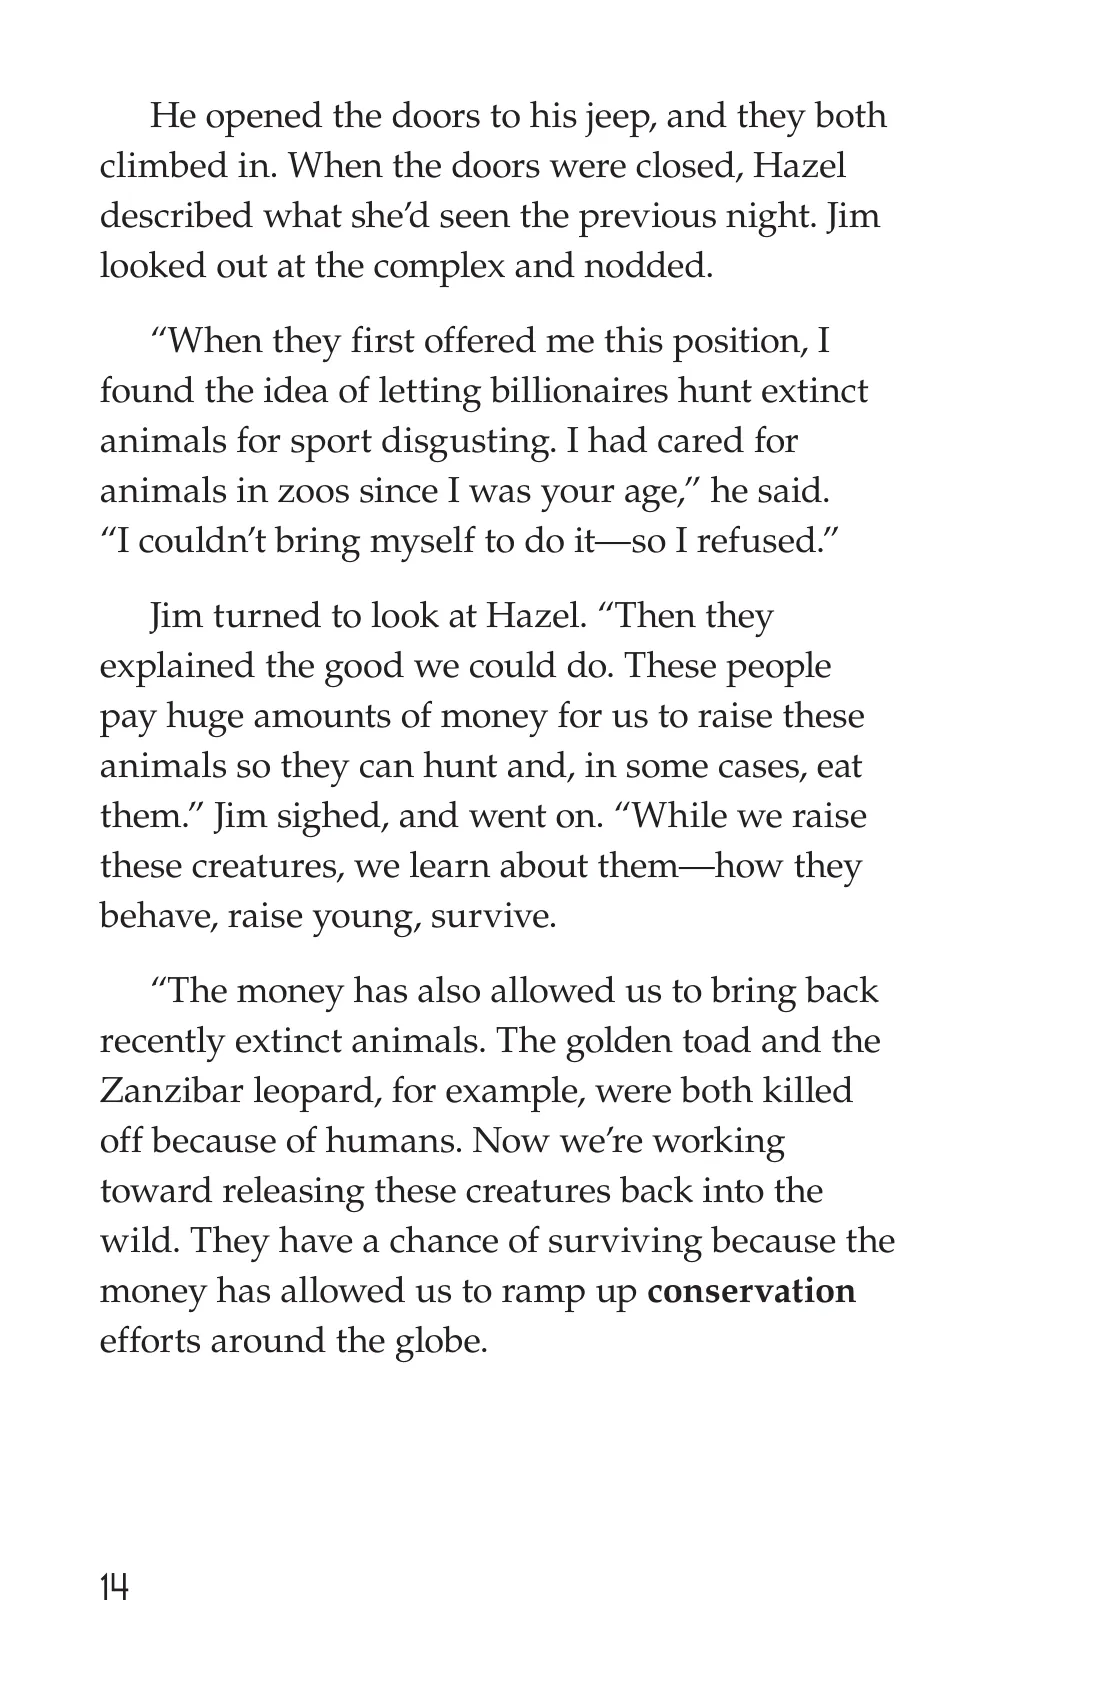 He opened the doors to his jeep, and they both
climbed in. When the doors were closed, Hazel
described what she’d seen the previous night. Jim
looked out at the complex and nodded.
“When they first offered me this position, I
found the idea of letting billionaires hunt extinct
animals for sport disgusting. I had cared for
animals in zoos since I was your age,” he said.
“I couldn’t bring myself to do it—so I refused.”
Jim turned to look at Hazel. “Then they
explained the good we could do. These people
pay huge amounts of money for us to raise these
animals so they can hunt and, in some cases, eat
them.” Jim sighed, and went on. “While we raise
these creatures, we learn about them—how they
behave, raise young, survive.
“The money has also allowed us to bring back
recently extinct animals. The golden toad and the
Zanzibar leopard, for example, were both killed
off because of humans. Now we’re working
toward releasing these creatures back into the
wild. They have a chance of surviving because the
money has allowed us to ramp up conservation
efforts around the globe.
14